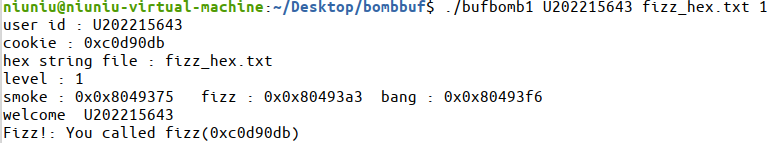 niuniu@niuniu-virtual-machine:~/Desktop/bombbuf$ ./bufbomb1 U202215643 fizz_hex.txt 1
user id : U202215643
cookie : 0xc0d90db
hex string file : fizz_hex.txt
level : 1
smoke : 0x0x8049375   fizz : 0x0x80493a3  bang : 0x0x80493f6
welcome  U202215643
Fizz!: You called fizz(0xc0d90db)